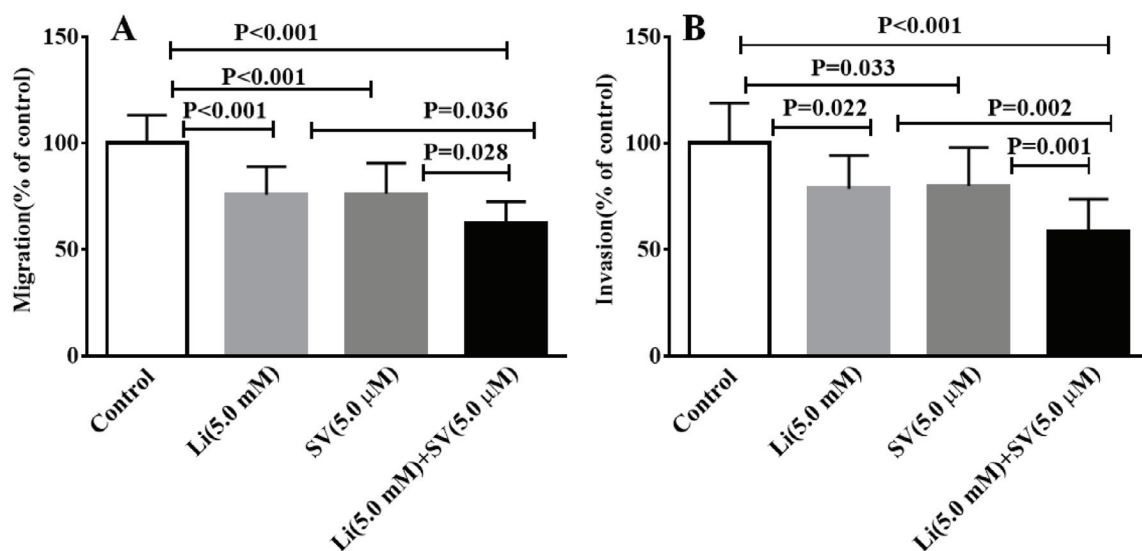 A
Migration(% of control)
150
100
50
0
P<0.001
P<0.001
P<0.001
P=0.036
P=0.028
Control
Li(5.0 mM)
SV(5.0 μM)
Li(5.0 mM)+SV(5.0 μM)
B
Invasion(% of control)
150
100
50
0
P<0.001
P=0.033
P=0.022
P=0.002
P=0.001
Control
Li(5.0 mM)
SV(5.0 μM)
Li(5.0 mM)+SV(5.0 μM)